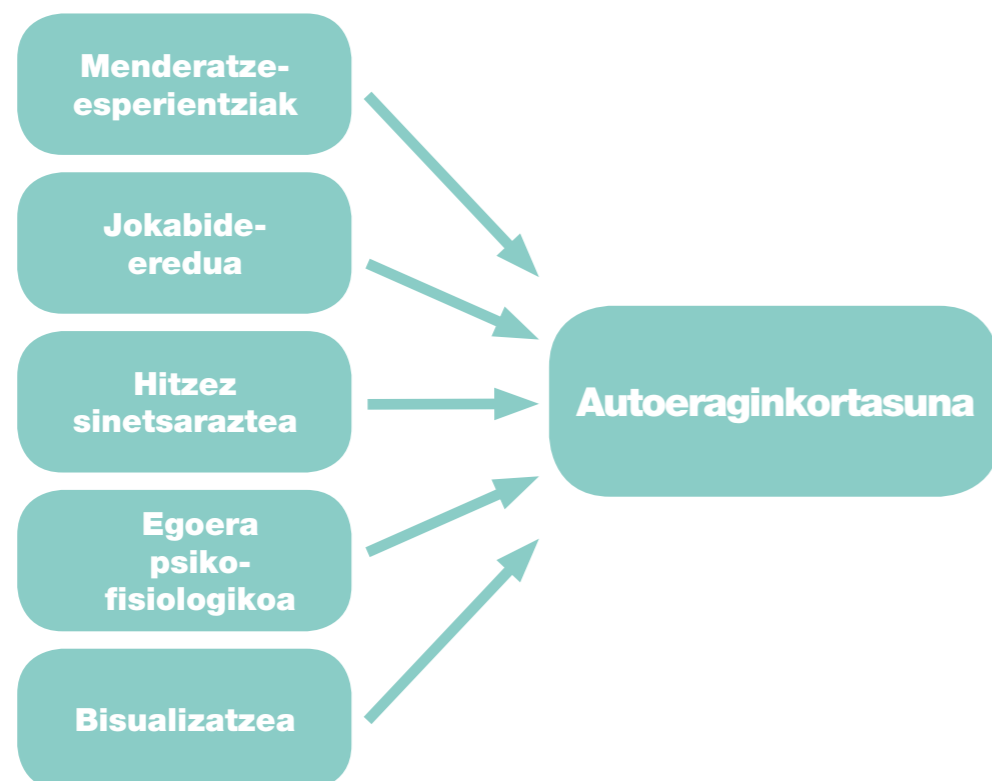 Menderatze-
esperientziak
Jokabide-
eredua
Hitzez
sinetsaraztea
Egoera
psiko-
fisiologikoa
Bisualizatzea
Autoeraginkortasuna